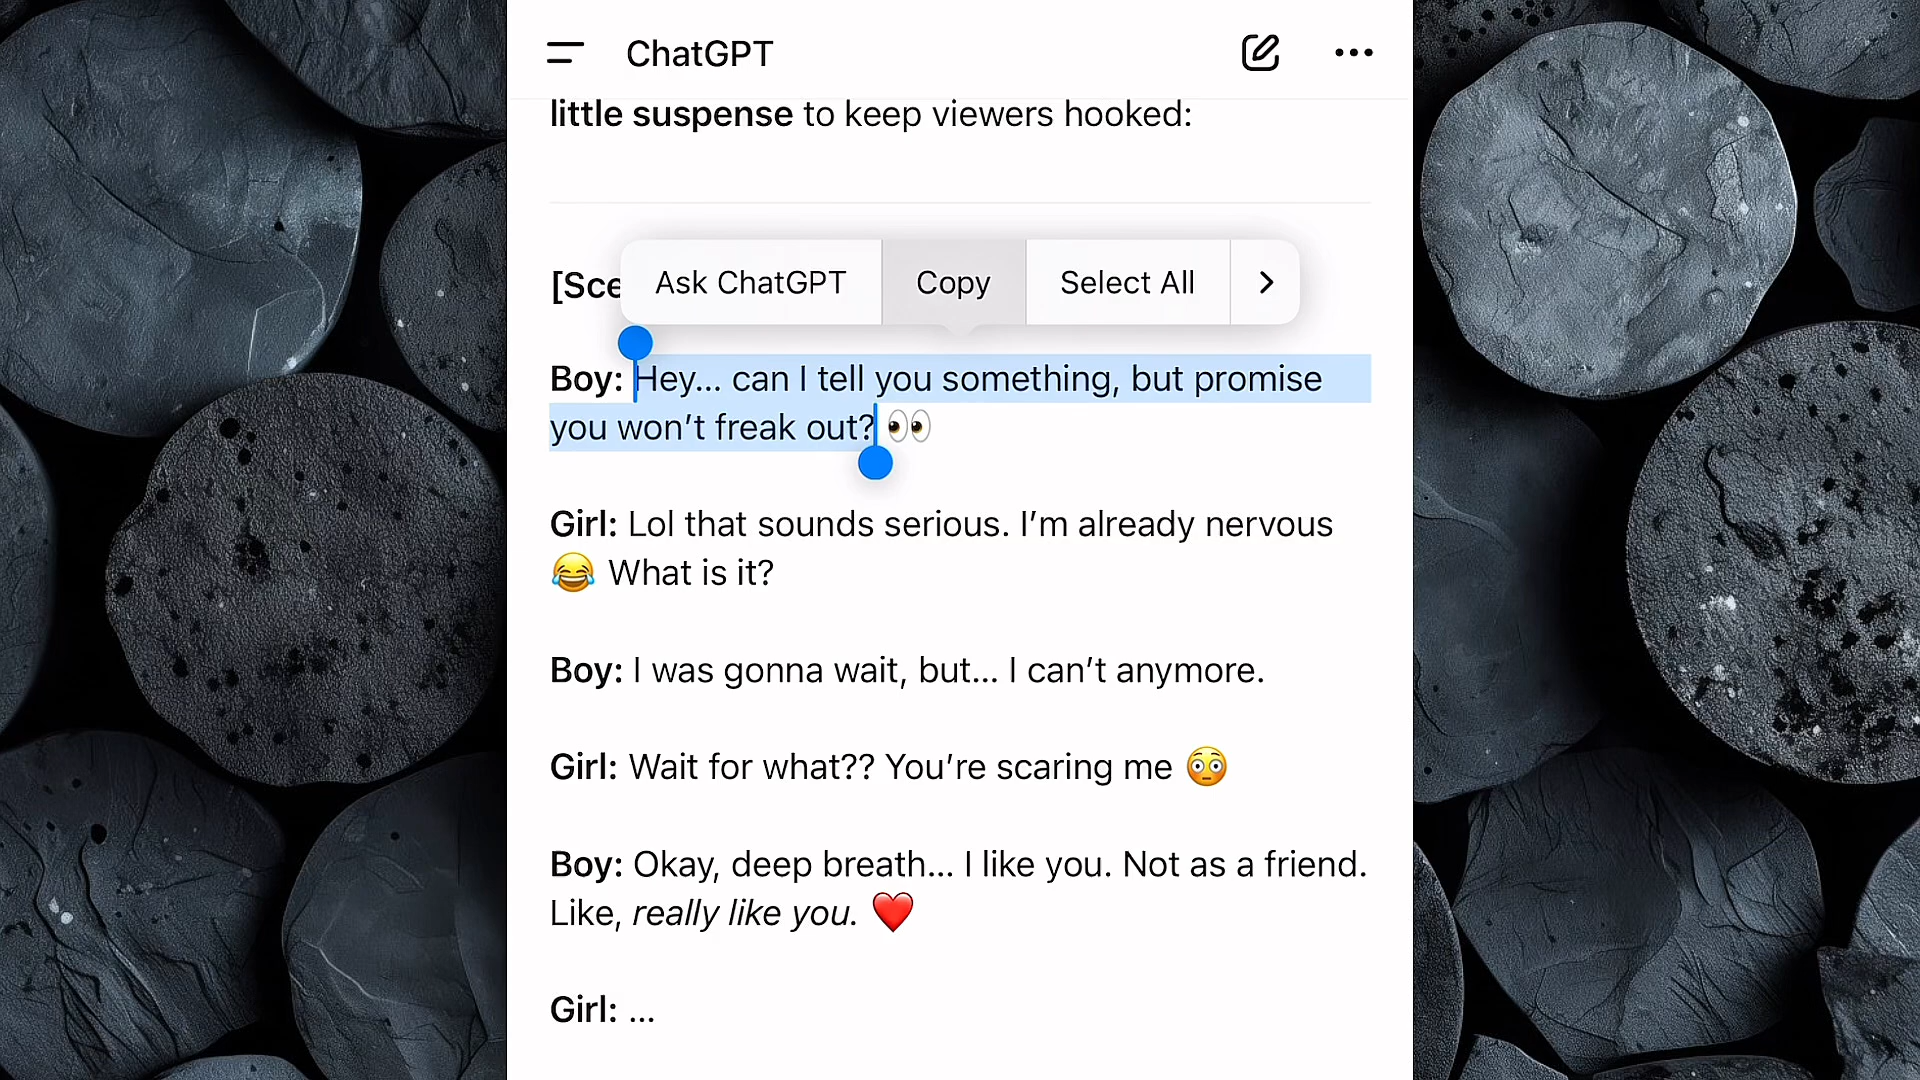 ChatGPT
little suspense to keep viewers hooked:
Ask ChatGPT Copy Select All
[Sce
Boy: Hey... can I tell you something, but promise
you won’t freak out? 👀
Girl: Lol that sounds serious. I’m already nervous
😂 What is it?
Boy: I was gonna wait, but... I can’t anymore.
Girl: Wait for what?? You’re scaring me 😳
Boy: Okay, deep breath... I like you. Not as a friend.
Like, really like you. ❤️
Girl: ...